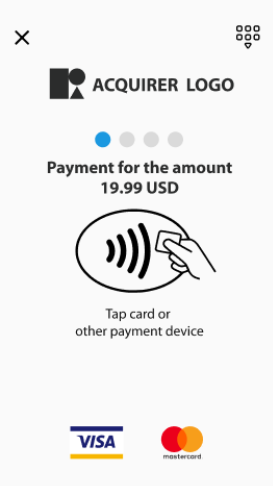 ACQUIRER LOGO
Payment for the amount
19.99 USD
Tap card or
other payment device
VISA
mastercard